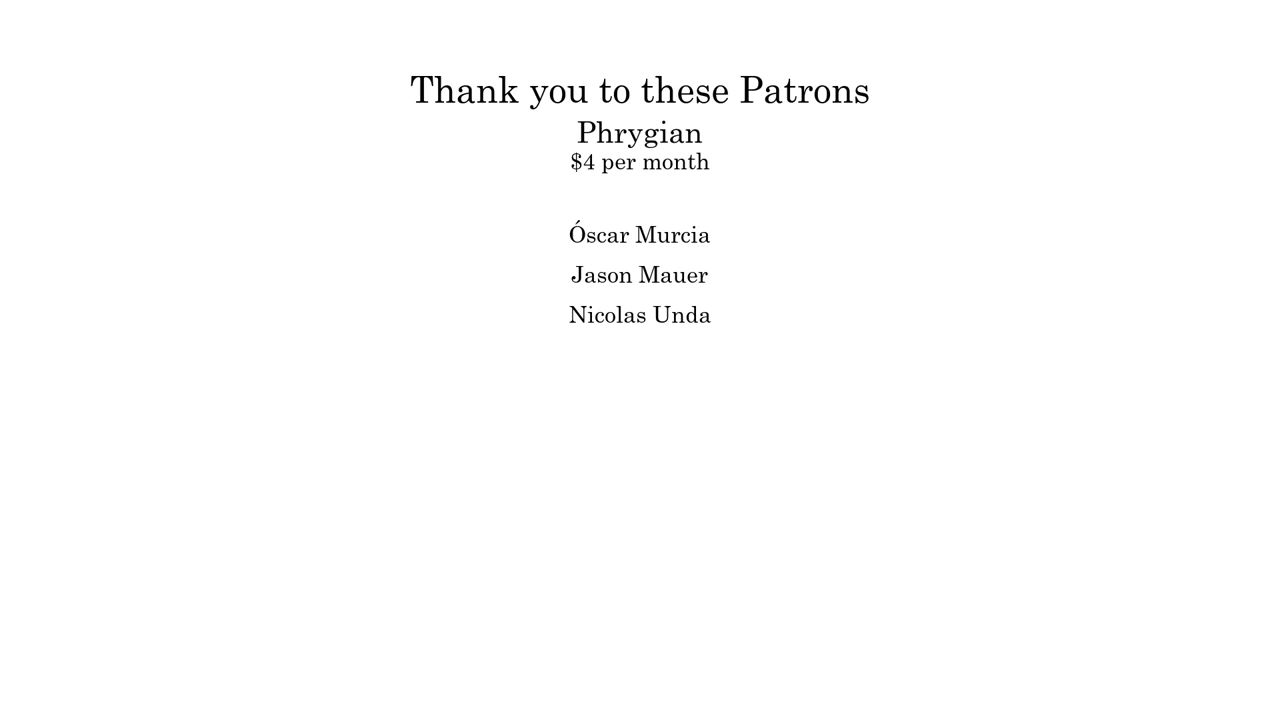 Thank you to these Patrons
Phrygian
$4 per month
Óscar Murcia
Jason Mauer
Nicolas Unda